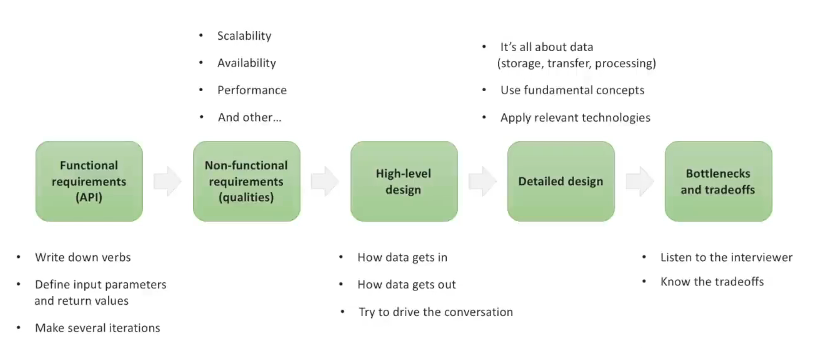 • Scalability
• Availability
• Performance
• And other...
• It's all about data
(storage, transfer, processing)
• Use fundamental concepts
• Apply relevant technologies
Functional
requirements
(API)
Non-functional
requirements
(qualities)
High-level
design
Detailed design
Bottlenecks
and tradeoffs
• Write down verbs
• Define input parameters
and return values
• Make several iterations
• How data gets in
• How data gets out
• Try to drive the conversation
• Listen to the interviewer
• Know the tradeoffs